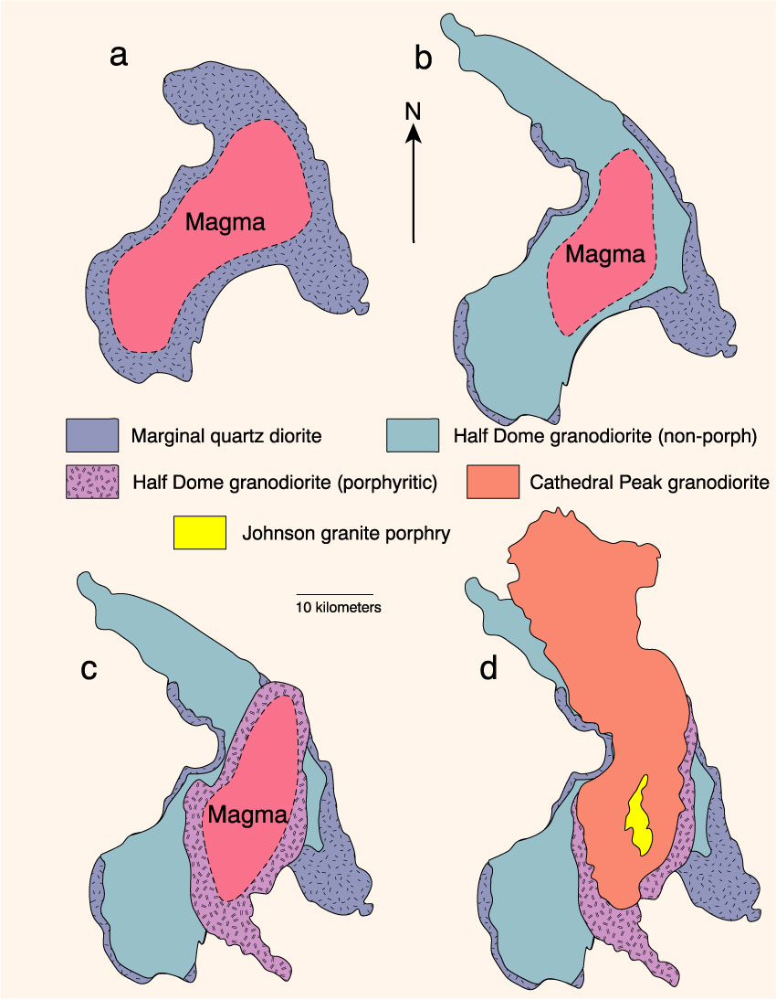 a
b
N
Magma
Magma
Marginal quartz diorite
Half Dome granodiorite (non-porph)
Half Dome granodiorite (porphyritic)
Cathedral Peak granodiorite
Johnson granite porphry
10 kilometers
c
d
Magma